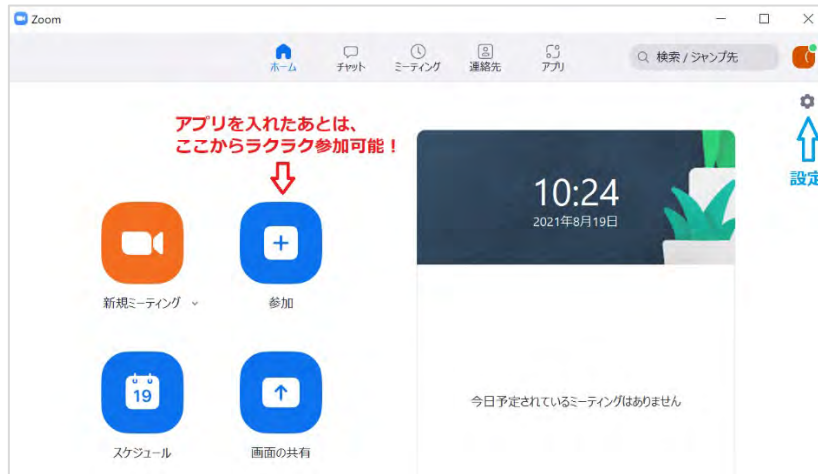 Zoom
ホーム
チャット
ミーティング
連絡先
アプリ
検索 / ジャンプ先
アプリを入れたあとは、
ここからラクラク参加可能！
設定
10:24
2021年8月19日
新規ミーティング
参加
19
スケジュール
画面の共有
今日予定されているミーティングはありません